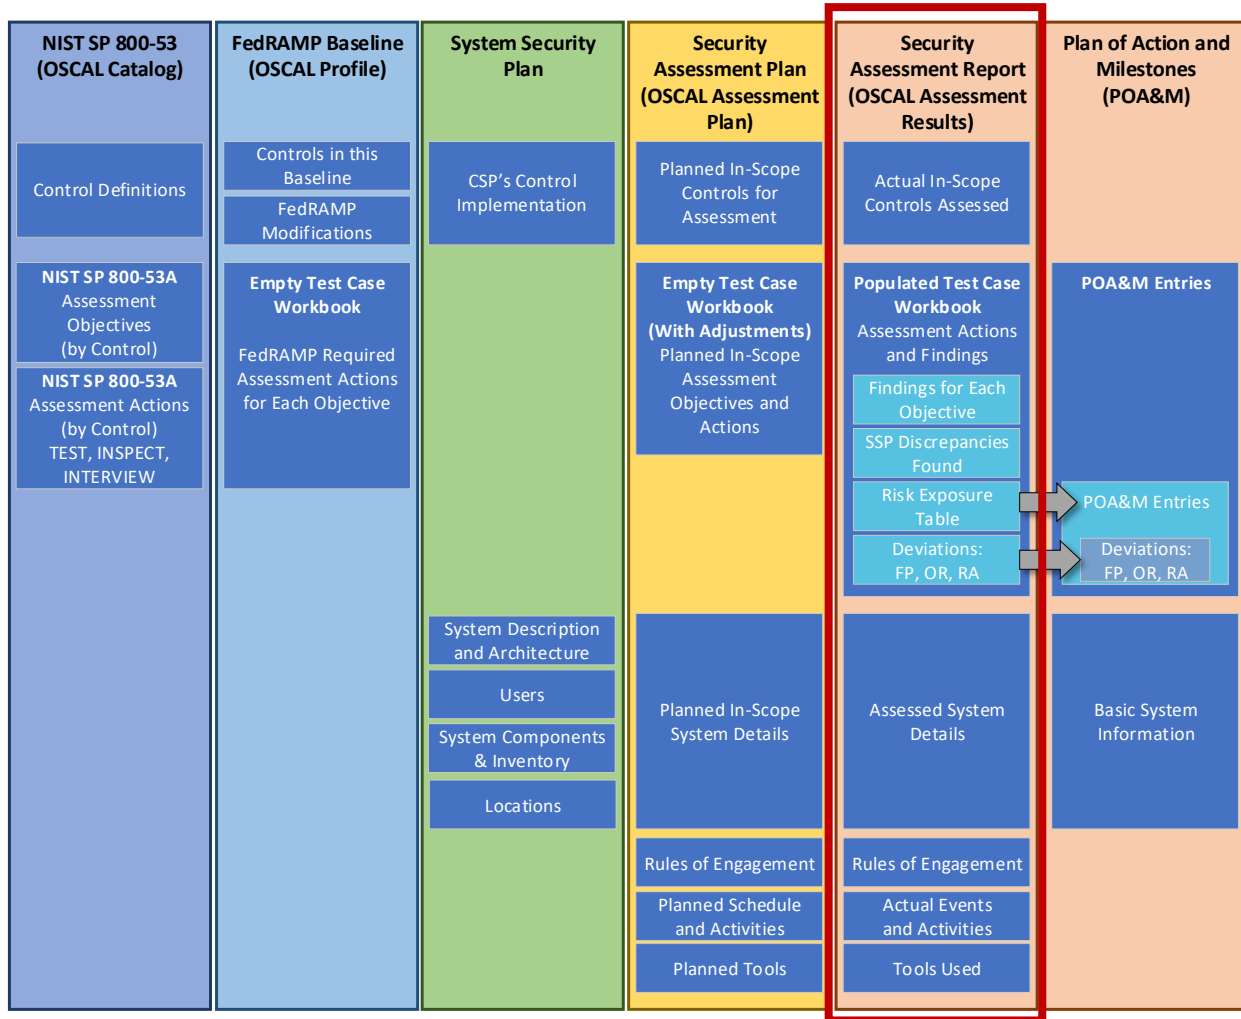 NIST SP 800-53
(OSCAL Catalog)
Control Definitions
NIST SP 800-53A
Assessment
Objectives
(by Control)
NIST SP 800-53A
Assessment Actions
(by Control)
TEST, INSPECT,
INTERVIEW
FedRAMP Baseline
(OSCAL Profile)
Controls in this
Baseline
FedRAMP
Modifications
Empty Test Case
Workbook
FedRAMP Required
Assessment Actions
for Each Objective
System Security
Plan
CSP's Control
Implementation
System Description
and Architecture
Users
System Components
& Inventory
Locations
Security
Assessment Plan
(OSCAL Assessment
Plan)
Planned In-Scope
Controls for
Assessment
Empty Test Case
Workbook
(With Adjustments)
Planned In-Scope
Assessment
Objectives and
Actions
Planned In-Scope
System Details
Rules of Engagement
Planned Schedule
and Activities
Planned Tools
Security
Assessment Report
(OSCAL Assessment
Results)
Actual In-Scope
Controls Assessed
Populated Test Case
Workbook
Assessment Actions
and Findings
Findings for Each
Objective
SSP Discrepancies
Found
Risk Exposure
Table
Deviations:
FP, OR, RA
Assessed System
Details
Rules of Engagement
Actual Events
and Activities
Tools Used
Plan of Action and
Milestones
(POA&M)
POA&M Entries
POA&M Entries
Deviations:
FP, OR, RA
Basic System
Information